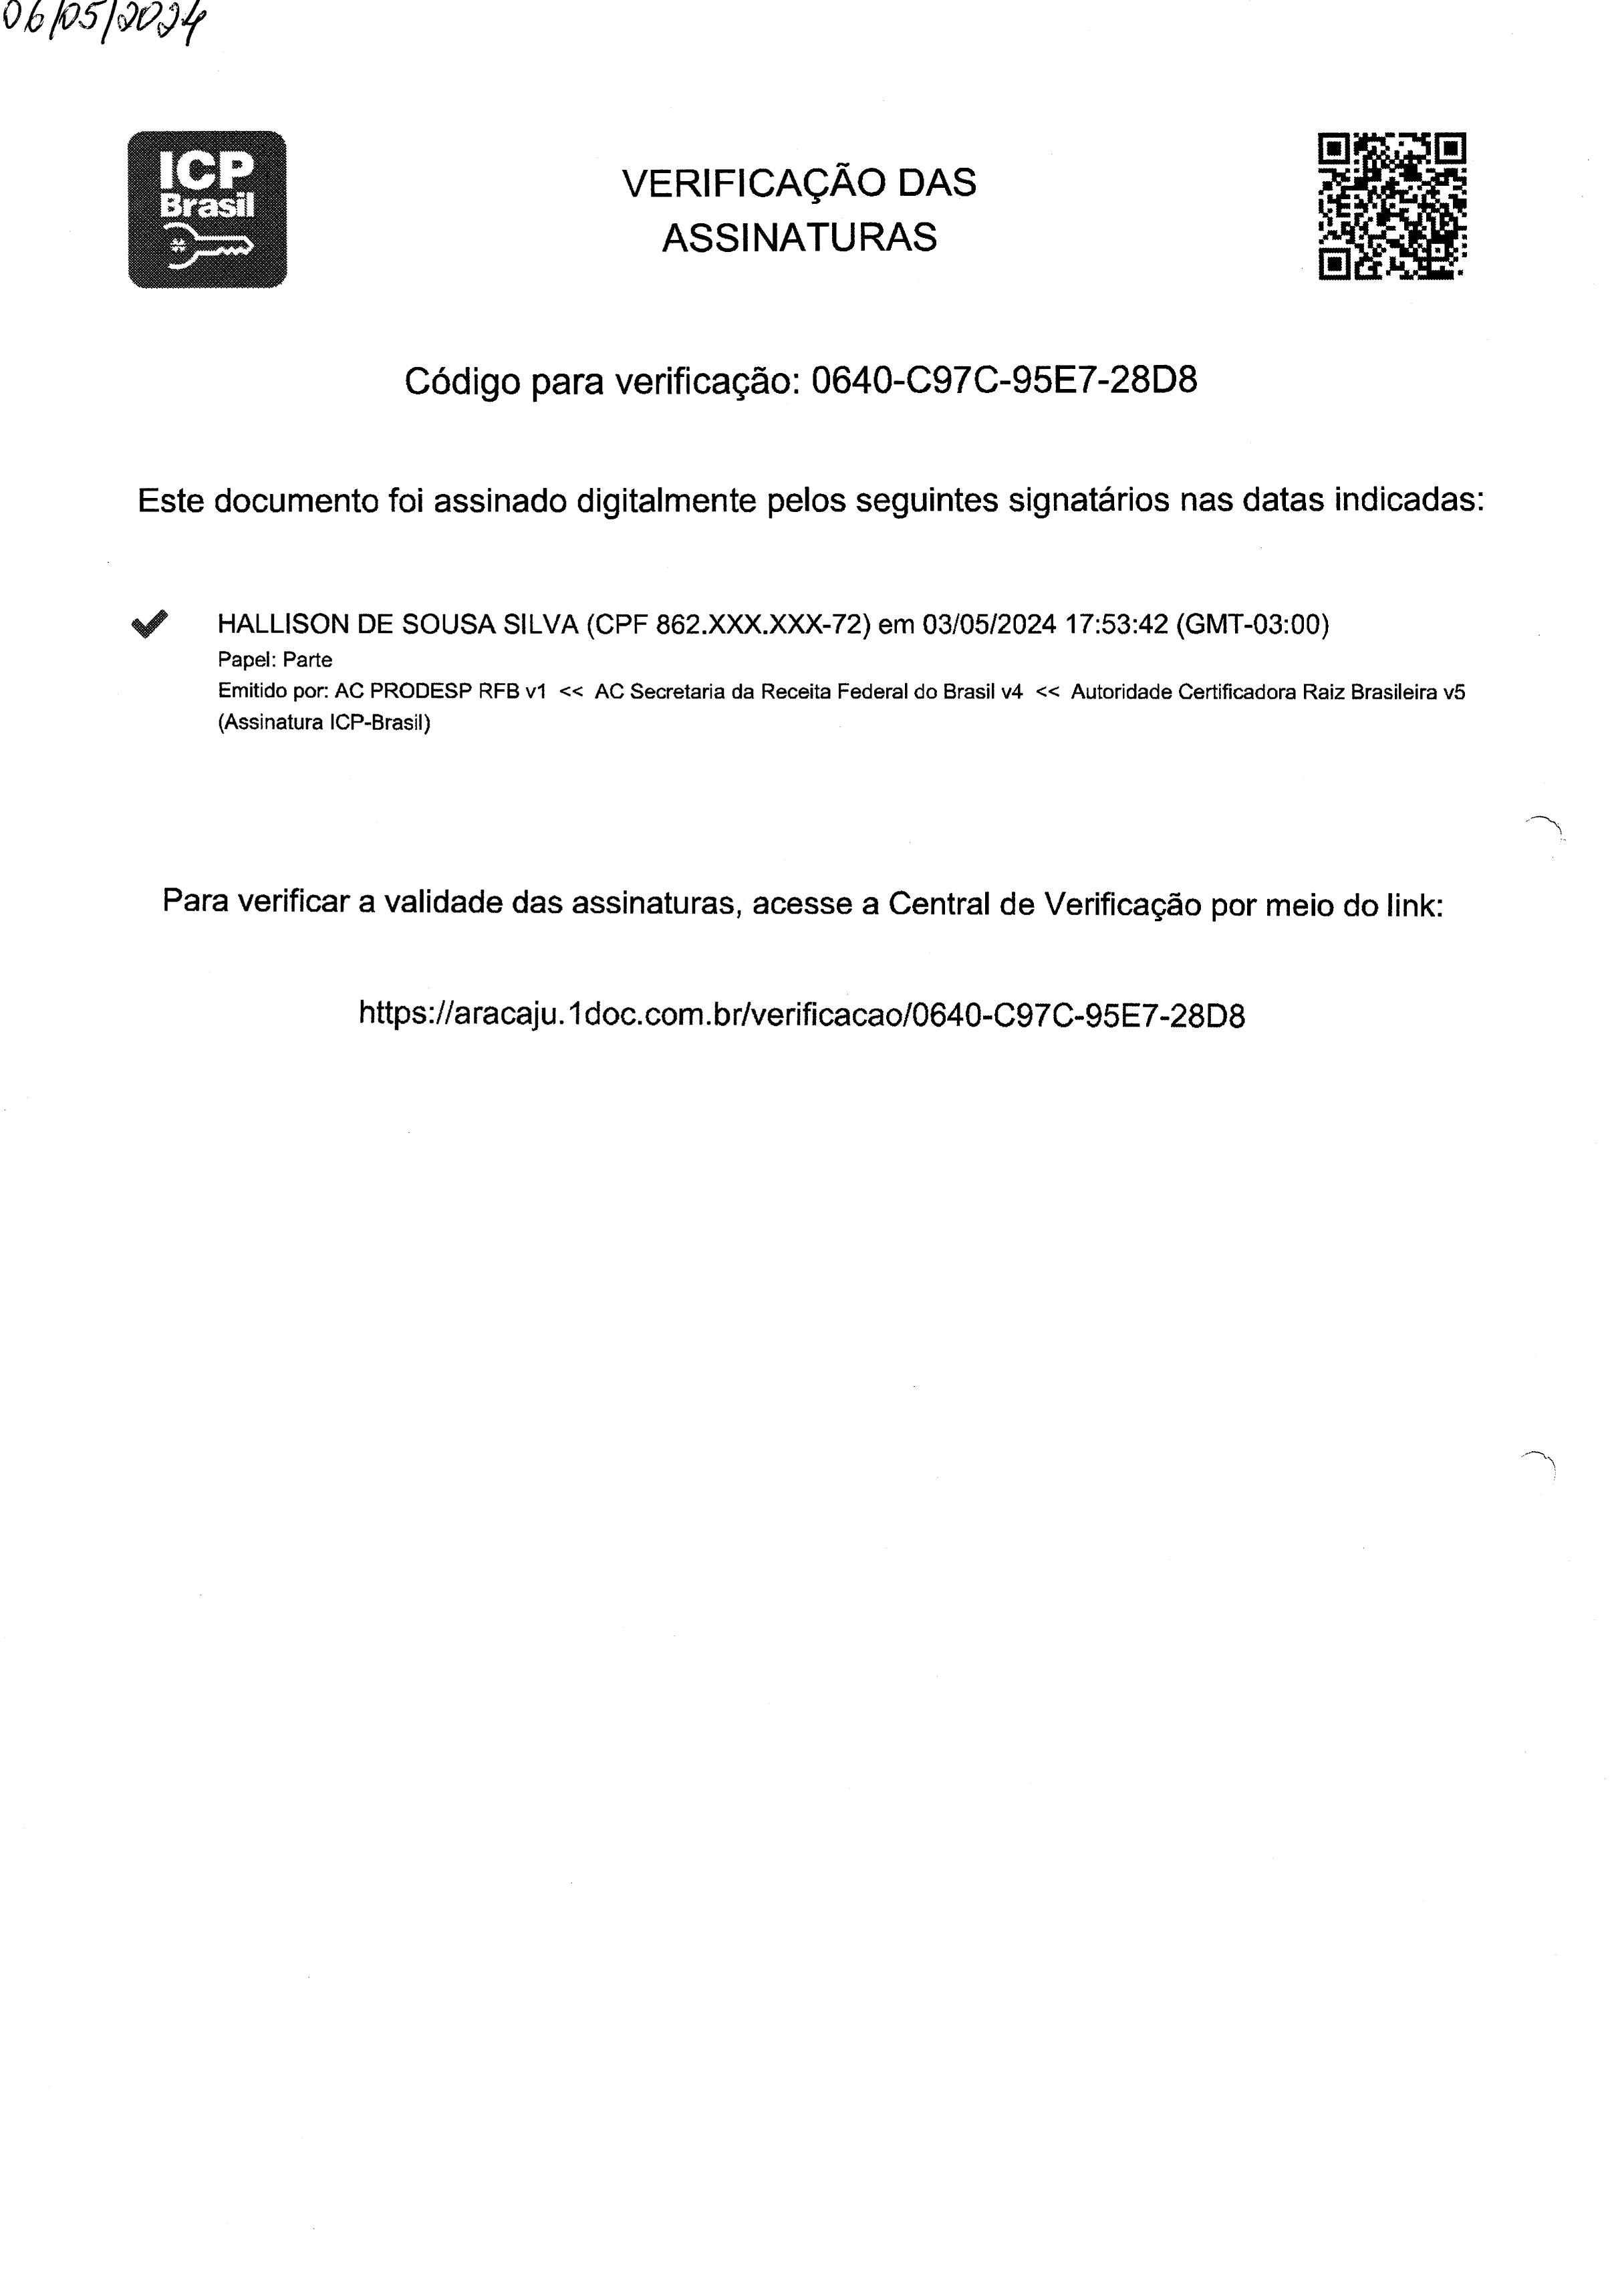 06/05/2024
ICP
Brasil
VERIFICAÇÃO DAS
ASSINATURAS
Código para verificação: 0640-C97C-95E7-28D8
Este documento foi assinado digitalmente pelos seguintes signatários nas datas indicadas:
HALLISON DE SOUSA SILVA (CPF 862.XXX.XXX-72) em 03/05/2024 17:53:42 (GMT-03:00)
Papel: Parte
Emitido por: AC PRODESP RFB v1 << AC Secretaria da Receita Federal do Brasil v4 << Autoridade Certificadora Raiz Brasileira v5
(Assinatura ICP-Brasil)
Para verificar a validade das assinaturas, acesse a Central de Verificação por meio do link:
https://aracaju.1doc.com.br/verificacao/0640-C97C-95E7-28D8